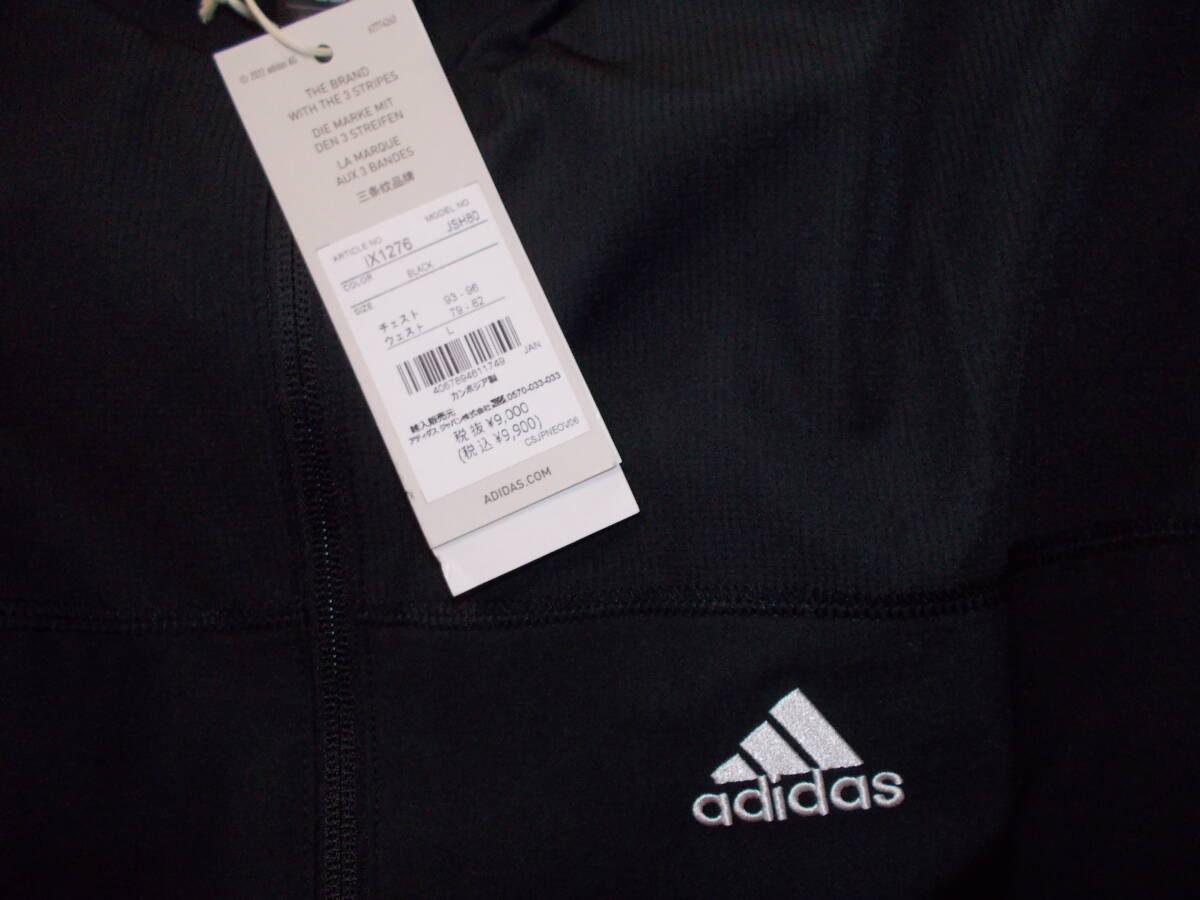 © 2022 adidas AG
THE BRAND
WITH THE 3 STRIPES
DIE MARKE MIT
DEN 3 STREIFEN
LA MARQUE
AUX 3 BANDES
三条纹品牌
ARTICLE NO. MODEL NO.
IX1276 JSH80
COLOR BLACK
SIZE
チェスト 93 - 96
ウェスト 79 - 82
L
JAN
4067894611749
カンボジア製
輸入販売元
アディダス ジャパン株式会社 0570-033-033
税抜 ¥9,000
(税込 ¥9,900)
CSJPNEOV06
ADIDAS.COM
adidas